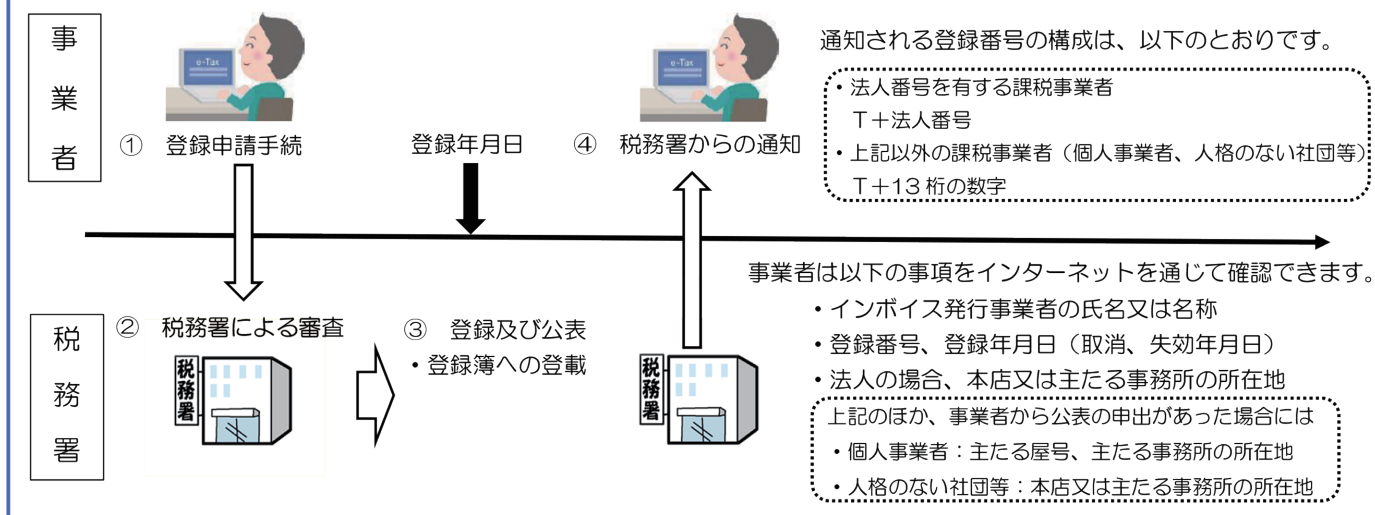 事業者
e-Tax
① 登録申請手続
登録年月日
e-Tax
④ 税務署からの通知
通知される登録番号の構成は、以下のとおりです。
・法人番号を有する課税事業者
T＋法人番号
・上記以外の課税事業者（個人事業者、人格のない社団等）
T＋13桁の数字
税務署
② 税務署による審査
税務署
③ 登録及び公表
・登録簿への登載
税務署
事業者は以下の事項をインターネットを通じて確認できます。
・インボイス発行事業者の氏名又は名称
・登録番号、登録年月日（取消、失効年月日）
・法人の場合、本店又は主たる事務所の所在地
上記のほか、事業者から公表の申出があった場合には
・個人事業者：主たる屋号、主たる事務所の所在地
・人格のない社団等：本店又は主たる事務所の所在地